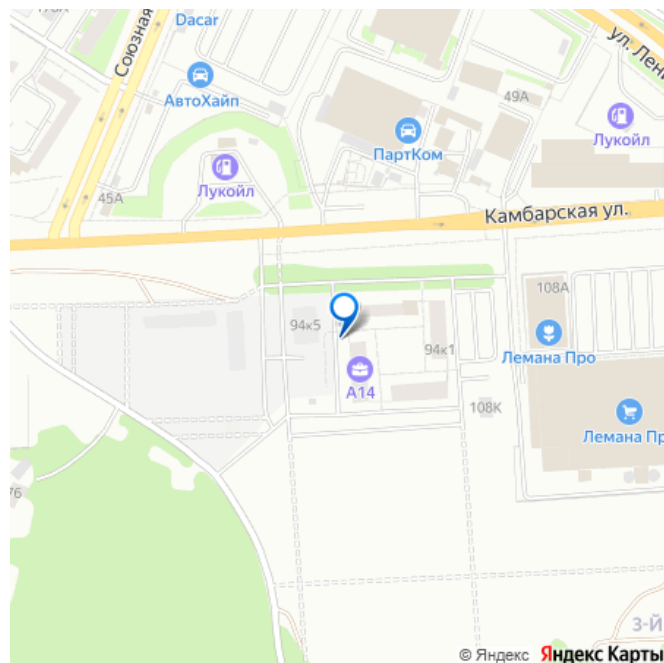 Dacar
Союзная
АвтоХайп
ул. Лени
49А
Лукойл
ПартКом
Лукойл
45А
Камбарская ул.
108А
94к5
94к1
Лемана Про
А14
108К
Лемана Пр
76
3-Й
© Яндекс Яндекс Карты